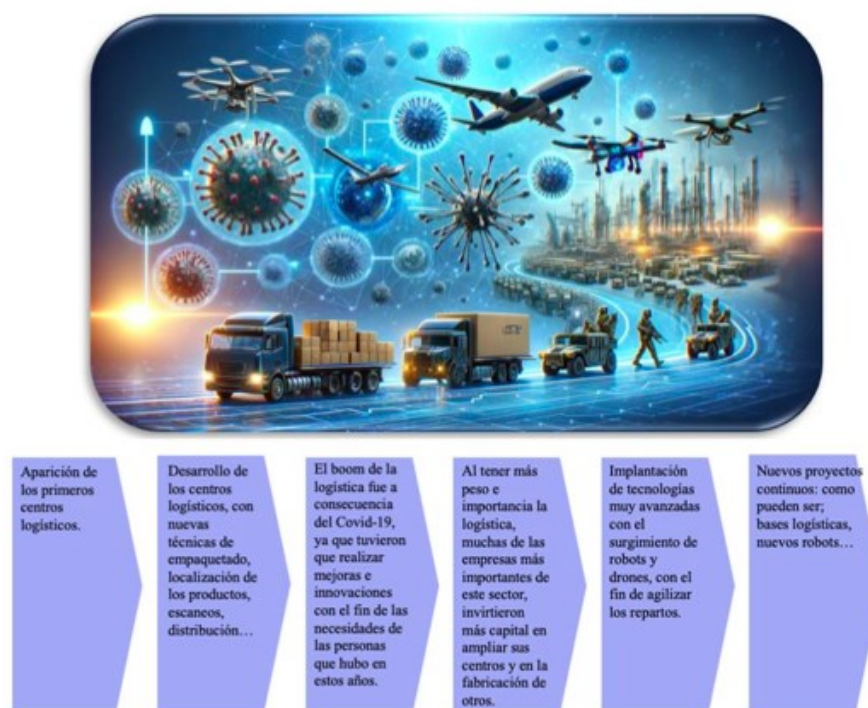 Aparición de
los primeros
centros
logísticos.
Desarrollo de
los centros
logísticos, con
nuevas
técnicas de
empaquetado,
localización de
los productos,
escaneos,
distribución…
El boom de la
logística fue a
consecuencia
del Covid-19,
ya que tuvieron
que realizar
mejoras e
innovaciones
con el fin de las
necesidades de
las personas
que hubo en
estos años.
Al tener más
peso e
importancia la
logística,
muchas de las
empresas más
importantes de
este sector,
invirtieron
más capital en
ampliar sus
centros y en la
fabricación de
otros.
Implantación
de tecnologías
muy avanzadas
con el
surgimiento de
robots y
drones, con el
fin de agilizar
los repartos.
Nuevos proyectos
continuos: como
pueden ser;
bases logísticas,
nuevos robots…